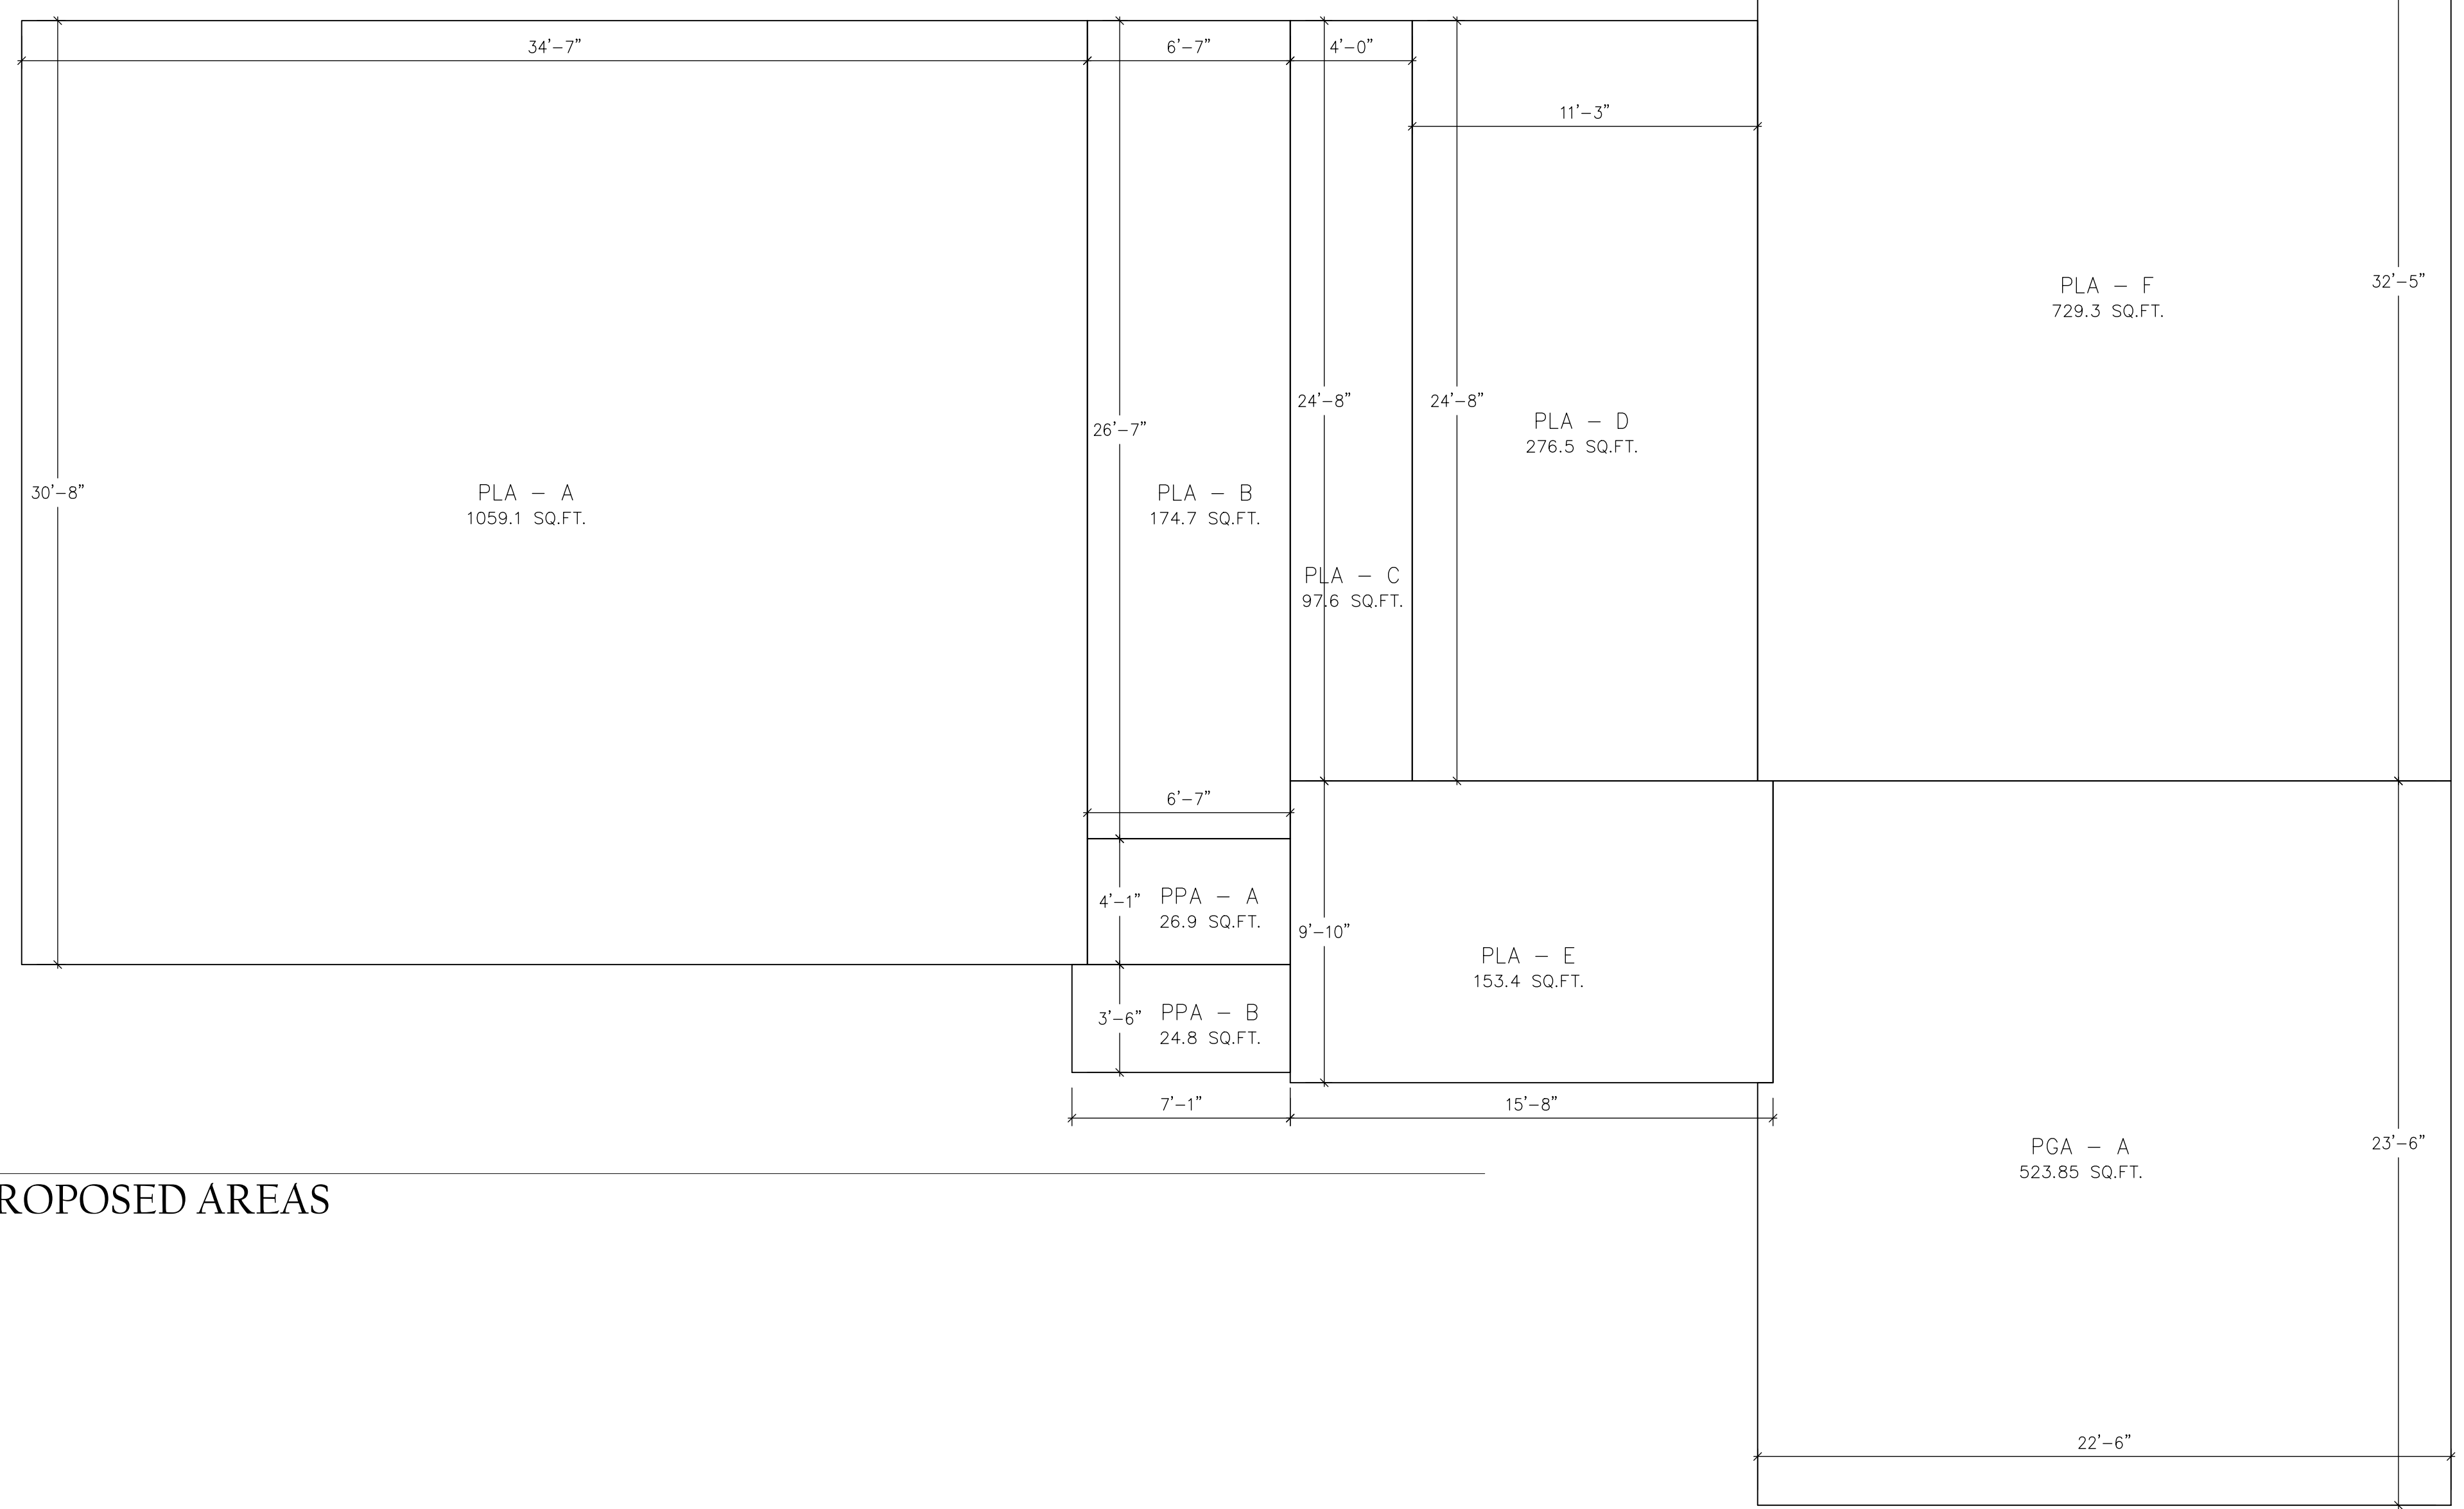 34'-7"
6'-7"
4'-0"
11'-3"
PLA - F
729.3 SQ.FT.
32'-5"
24'-8"
24'-8"
PLA - D
276.5 SQ.FT.
26'-7"
30'-8"
PLA - A
1059.1 SQ.FT.
PLA - B
174.7 SQ.FT.
PLA - C
97.6 SQ.FT.
6'-7"
4'-1"
PPA - A
26.9 SQ.FT.
9'-10"
PLA - E
153.4 SQ.FT.
3'-6"
PPA - B
24.8 SQ.FT.
7'-1"
15'-8"
PGA - A
523.85 SQ.FT.
23'-6"
ROPOSED AREAS
22'-6"